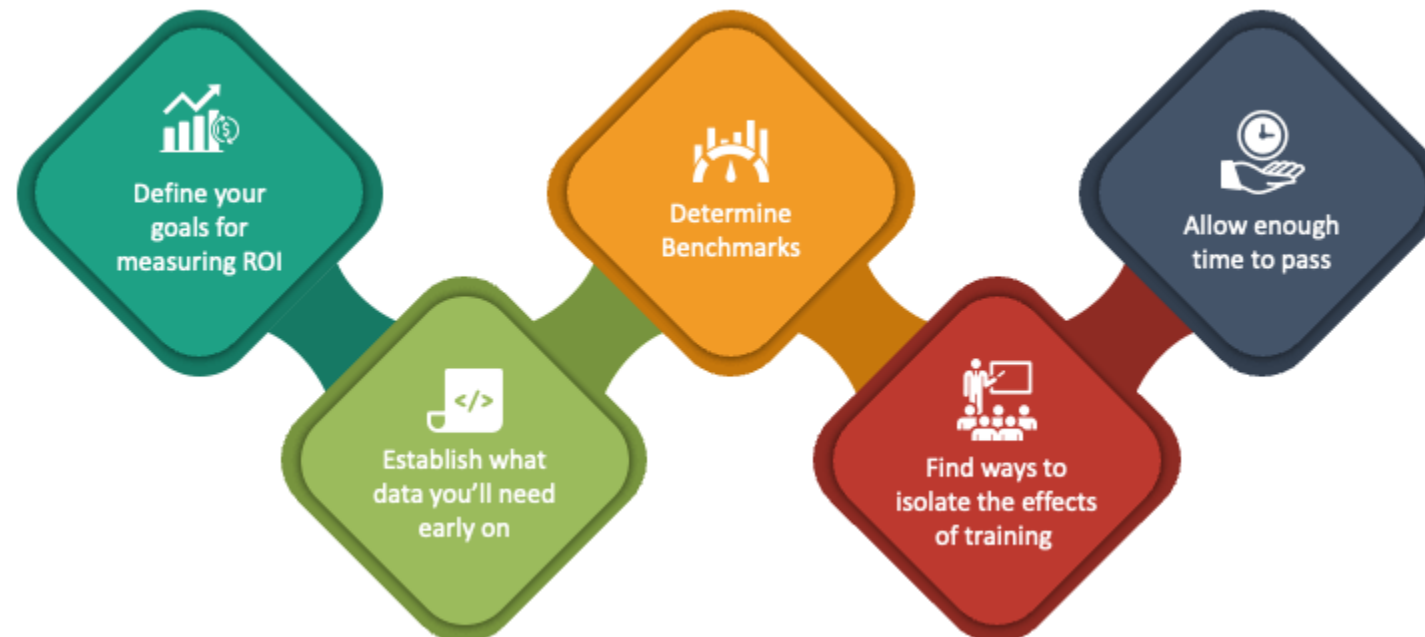 Define your
goals for
measuring ROI
</>
Establish what
data you’ll need
early on
Determine
Benchmarks
Find ways to
isolate the effects
of training
Allow enough
time to pass